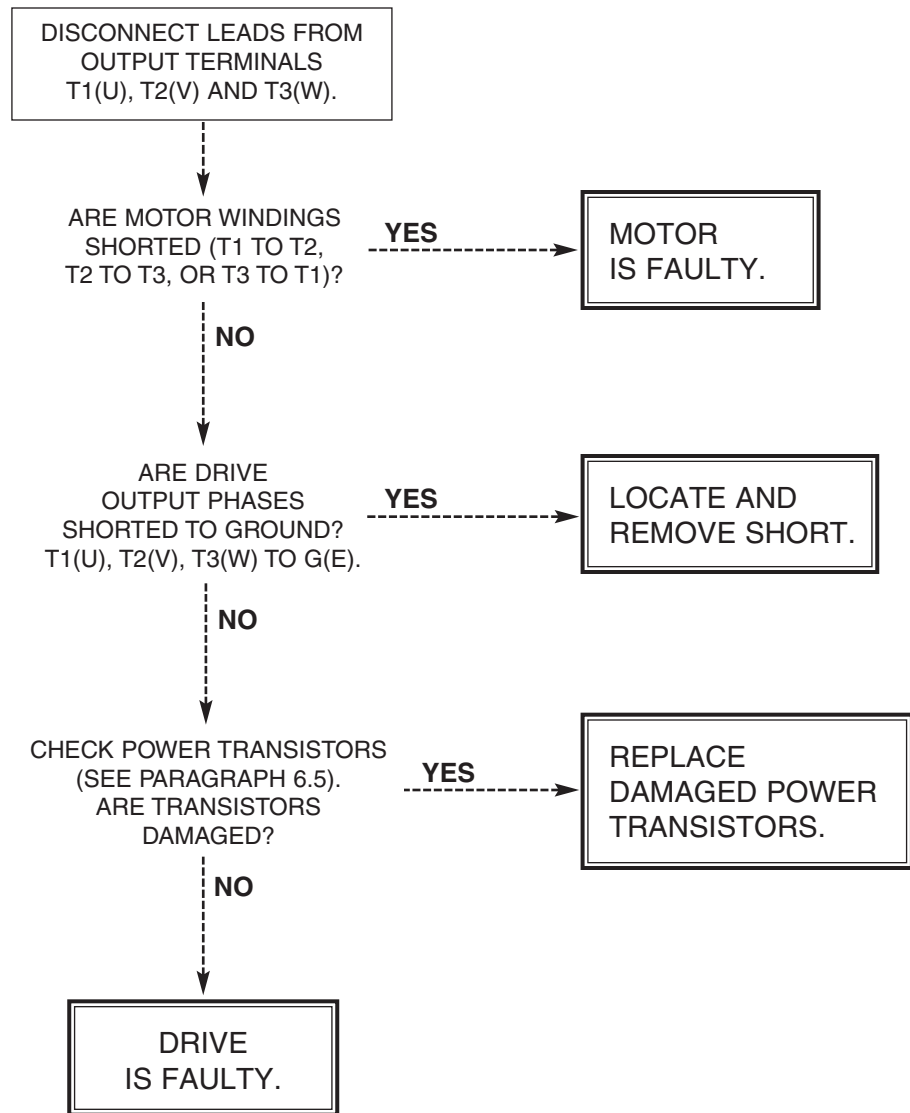 DISCONNECT LEADS FROM
OUTPUT TERMINALS
T1(U), T2(V) AND T3(W).
ARE MOTOR WINDINGS
SHORTED (T1 TO T2,
T2 TO T3, OR T3 TO T1)?
YES
MOTOR
IS FAULTY.
NO
ARE DRIVE
OUTPUT PHASES
SHORTED TO GROUND?
T1(U), T2(V), T3(W) TO G(E).
YES
LOCATE AND
REMOVE SHORT.
NO
CHECK POWER TRANSISTORS
(SEE PARAGRAPH 6.5).
ARE TRANSISTORS
DAMAGED?
YES
REPLACE
DAMAGED POWER
TRANSISTORS.
NO
DRIVE
IS FAULTY.